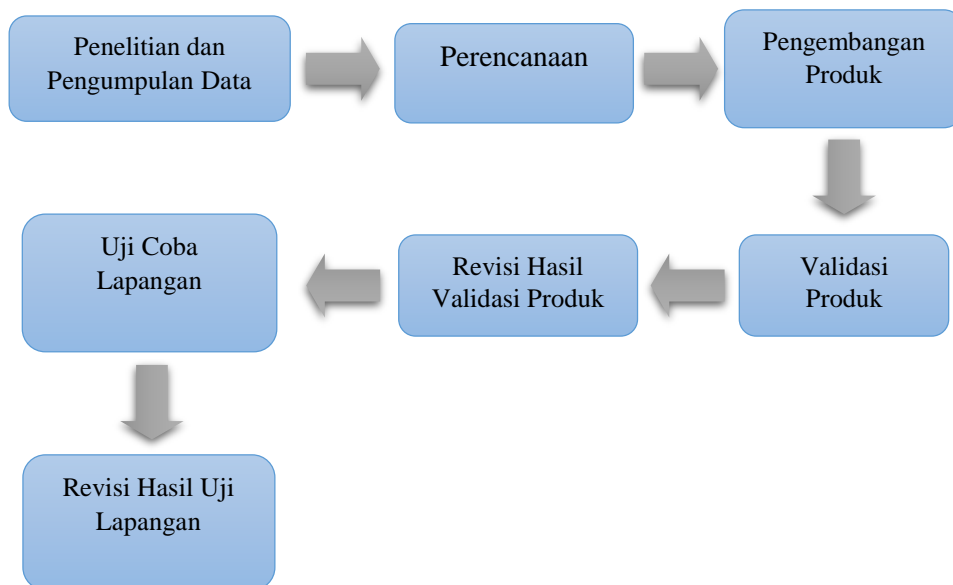 Penelitian dan
Pengumpulan Data
Perencanaan
Pengembangan
Produk
Validasi
Produk
Revisi Hasil
Validasi Produk
Uji Coba
Lapangan
Revisi Hasil Uji
Lapangan